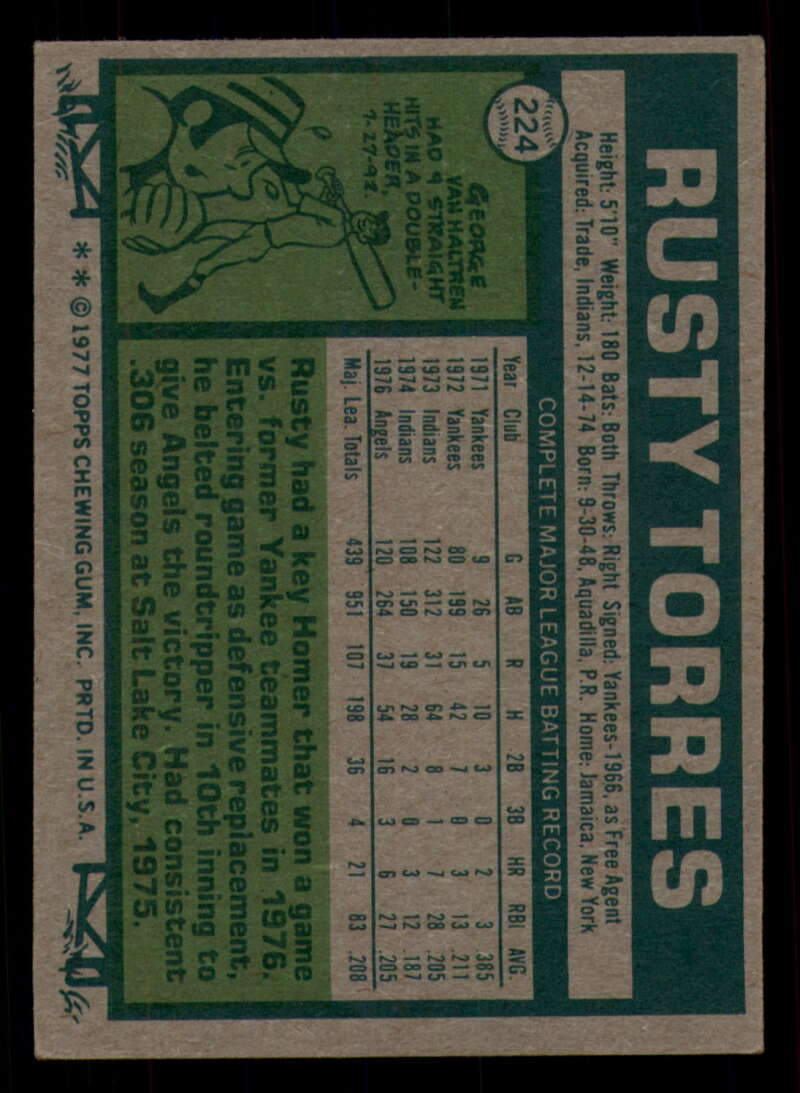 224
RUSTY TORRES
Height: 5'10" Weight: 180 Bats: Both Throws: Right Signed: Yankees-1966, as Free Agent
Acquired: Trade, Indians, 12-14-74 Born: 9-30-48, Aquadilla, P.R. Home: Jamaica, New York
COMPLETE MAJOR LEAGUE BATTING RECORD
Year Club G AB R H 2B 3B HR RBI AVG.
1971 Yankees 9 26 5 10 3 0 2 3 .385
1972 Yankees 80 199 15 42 7 0 3 13 .211
1973 Indians 122 312 31 64 8 1 7 28 .205
1974 Indians 108 150 19 28 2 0 3 12 .187
1976 Angels 120 264 37 54 16 3 6 27 .205
Maj. Lea. Totals 439 951 107 198 36 4 21 83 .208
GEORGE
VAN HALTREN
HAD 9 STRAIGHT
HITS IN A DOUBLE-
HEADER,
7-27-92.
Rusty had a key Homer that won a game
vs. former Yankee teammates in 1976.
Entering game as defensive replacement,
he belted roundtripper in 10th inning to
give Angels the victory. Had consistent
.306 season at Salt Lake City, 1975.
* * © 1977 TOPPS CHEWING GUM, INC. PRTD. IN U.S.A.